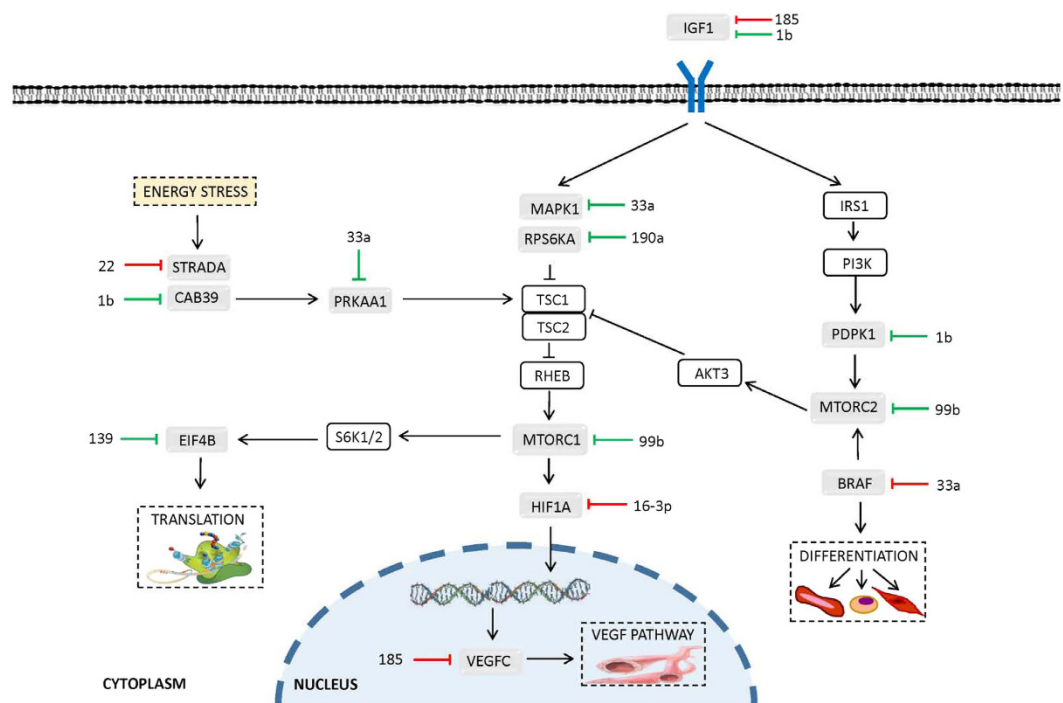 IGF1
185
1b
ENERGY STRESS
MAPK1
33a
IRS1
RPS6KA
190a
33a
22
STRADA
PI3K
1b
CAB39
PRKAA1
TSC1
TSC2
PDPK1
1b
RHEB
AKT3
MTORC2
99b
139
EIF4B
S6K1/2
MTORC1
99b
BRAF
33a
HIF1A
16-3p
TRANSLATION
DIFFERENTIATION
VEGF PATHWAY
185
VEGFC
CYTOPLASM
NUCLEUS